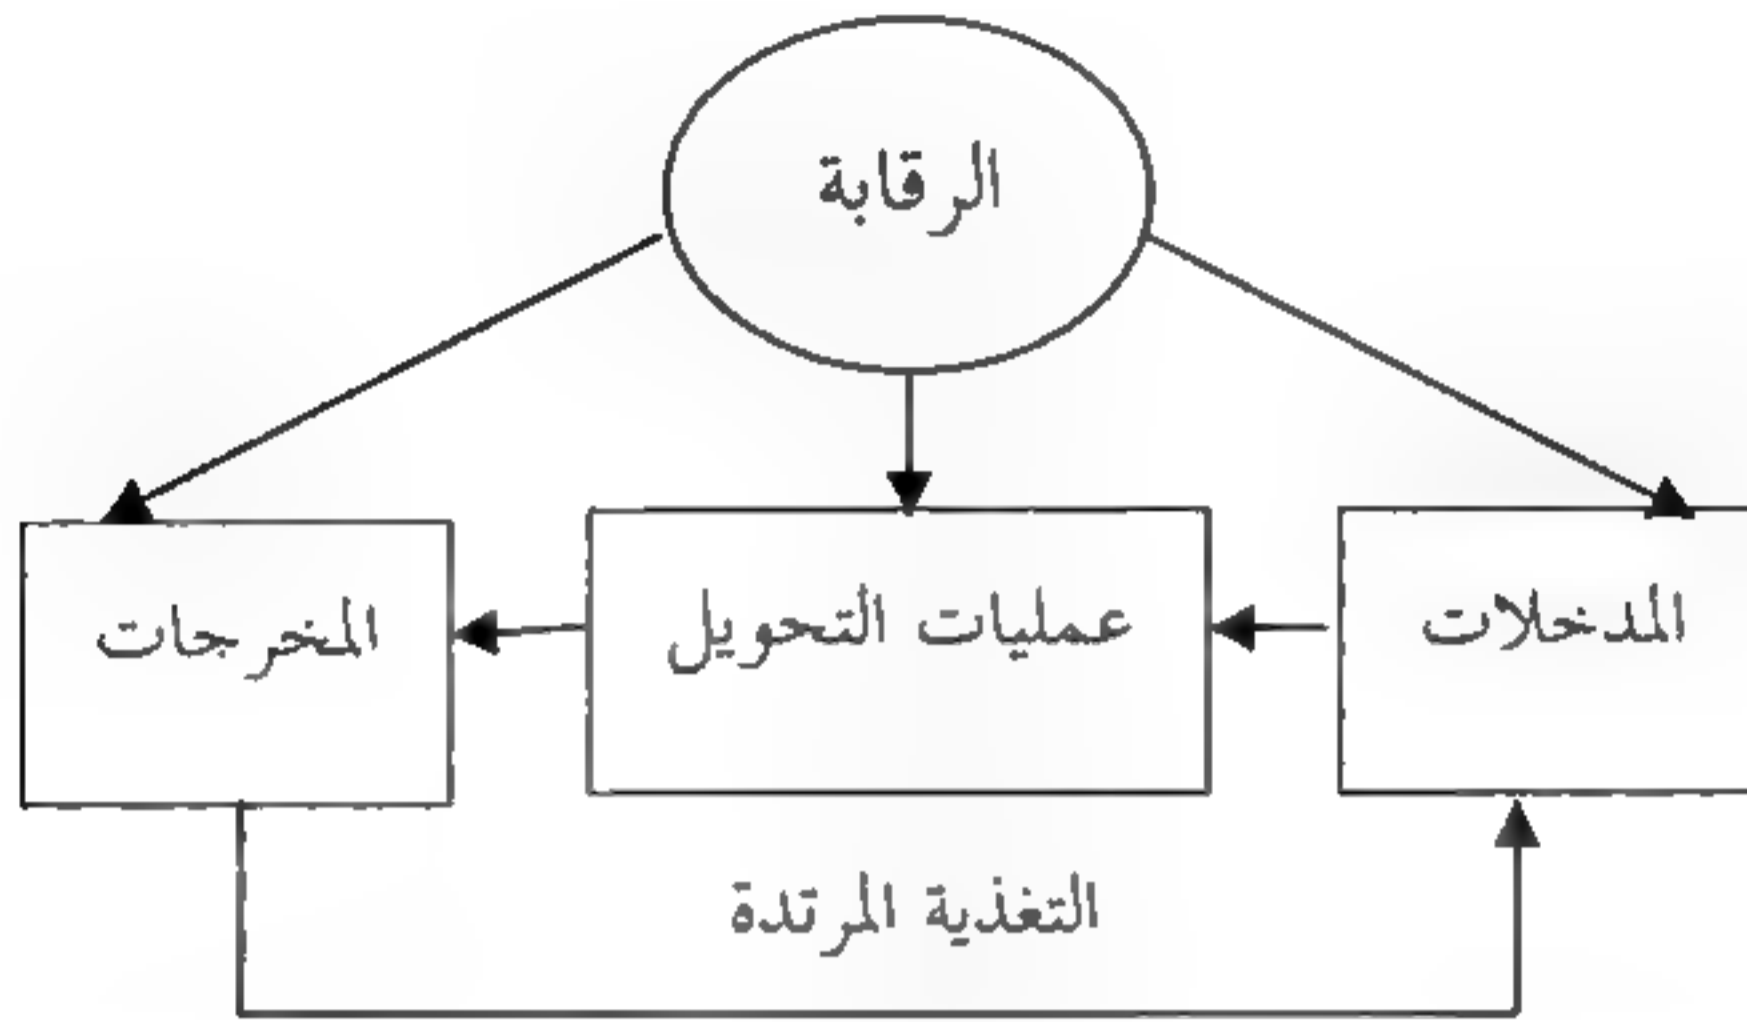 الرقابة
المدخلات
عمليات التحويل
المخرجات
التغذية المرتدة